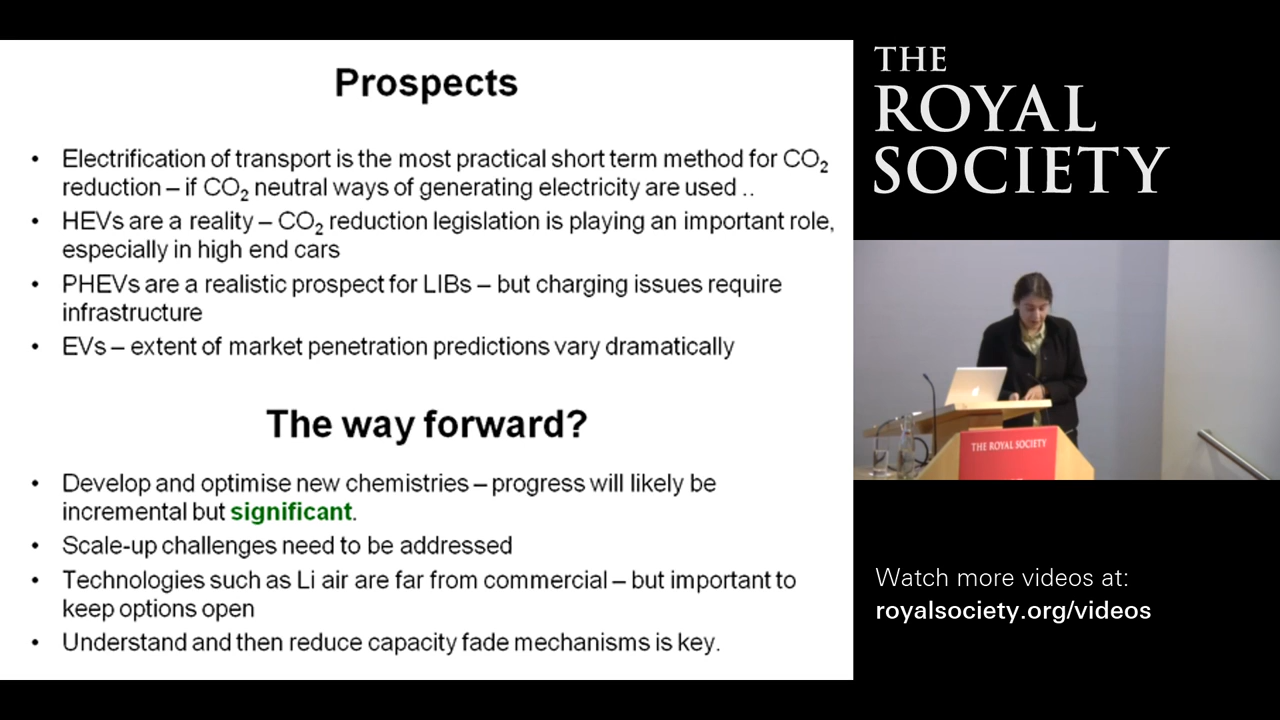 Prospects
• Electrification of transport is the most practical short term method for CO₂
reduction – if CO₂ neutral ways of generating electricity are used ..
• HEVs are a reality – CO₂ reduction legislation is playing an important role,
especially in high end cars
• PHEVs are a realistic prospect for LIBs – but charging issues require
infrastructure
• EVs – extent of market penetration predictions vary dramatically
The way forward?
• Develop and optimise new chemistries – progress will likely be
incremental but significant.
• Scale-up challenges need to be addressed
• Technologies such as Li air are far from commercial – but important to
keep options open
• Understand and then reduce capacity fade mechanisms is key.
THE
ROYAL
SOCIETY
THE ROYAL SOCIETY
Watch more videos at:
royalsociety.org/videos